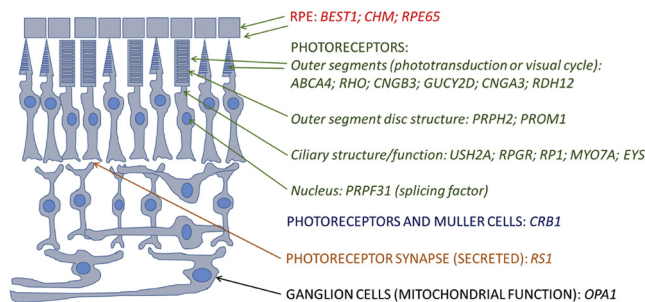 RPE: BEST1; CHM; RPE65
PHOTORECEPTORS:
Outer segments (phototransduction or visual cycle):
ABCA4; RHO; CNGB3; GUCY2D; CNGA3; RDH12
Outer segment disc structure: PRPH2; PROM1
Ciliary structure/function: USH2A; RPGR; RP1; MYO7A; EYS
Nucleus: PRPF31 (splicing factor)
PHOTORECEPTORS AND MULLER CELLS: CRB1
PHOTORECEPTOR SYNAPSE (SECRETED): RS1
GANGLION CELLS (MITOCHONDRIAL FUNCTION): OPA1